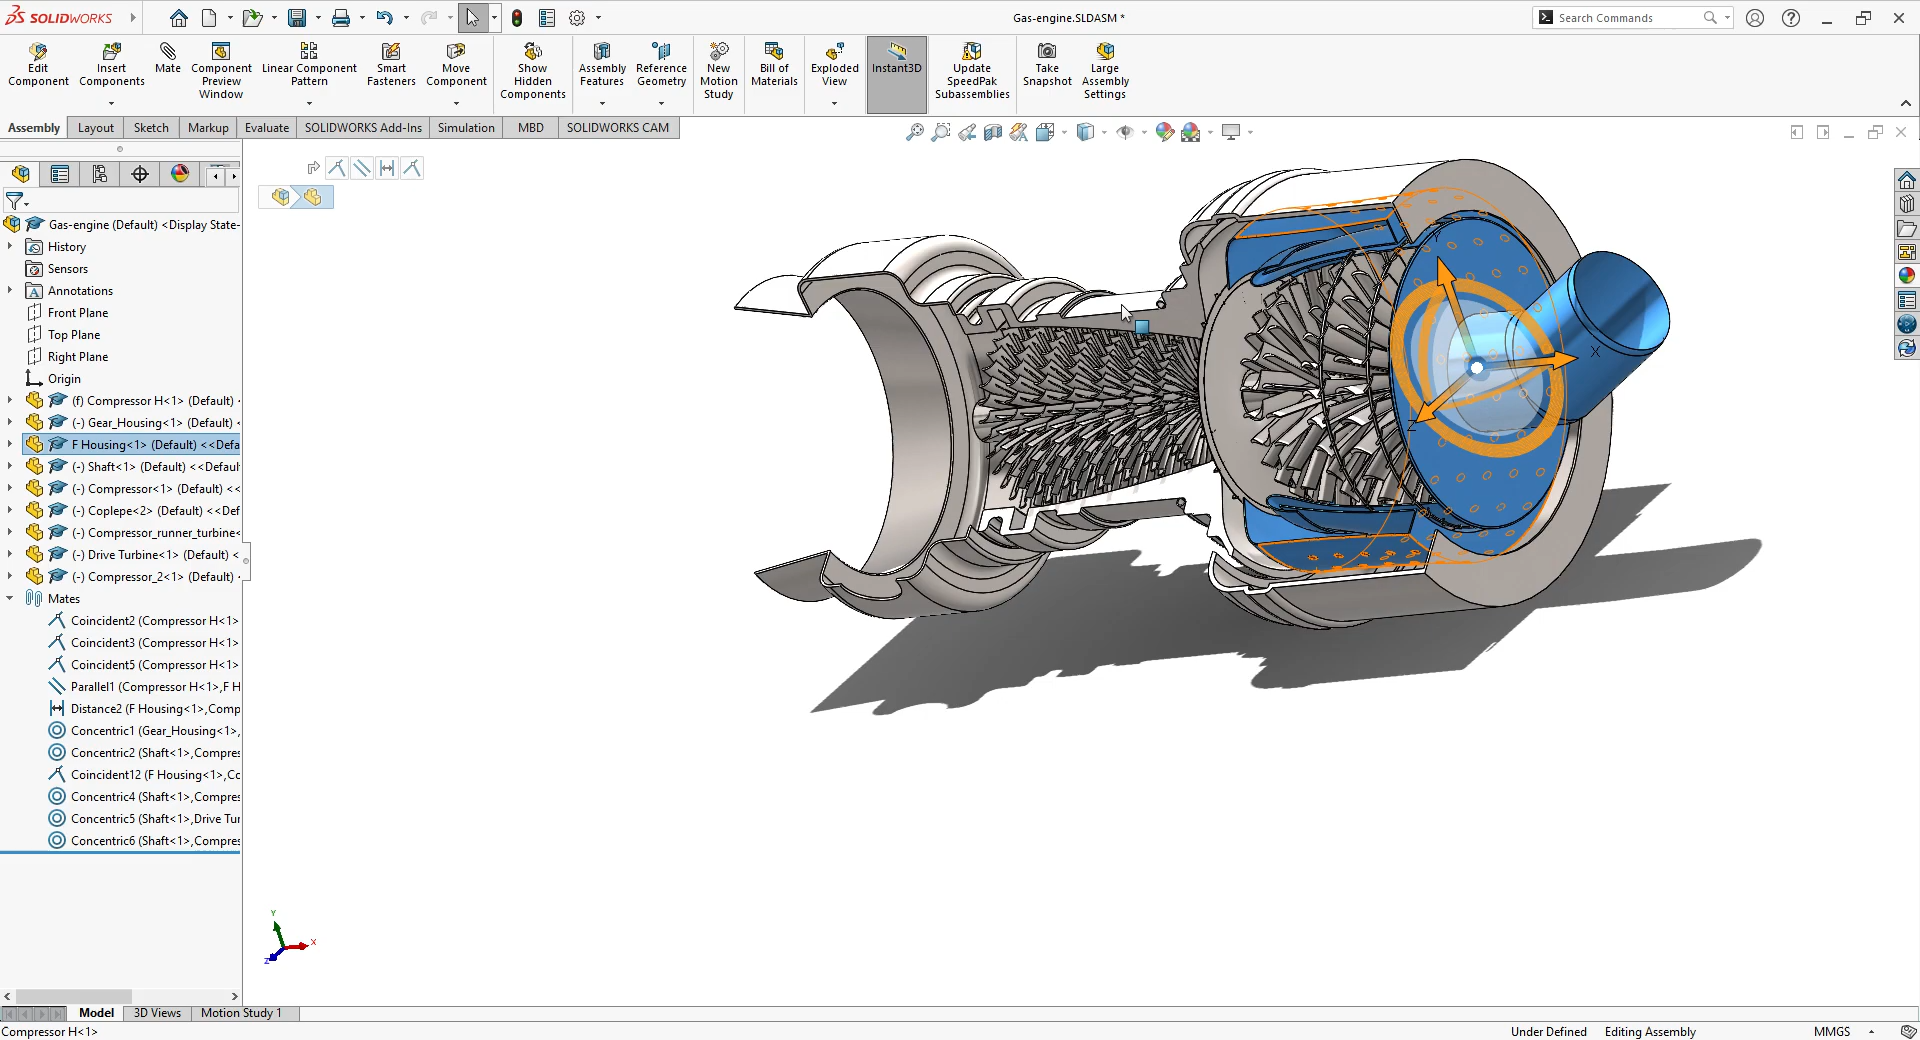 SOLIDWORKS
Gas-engine.SLDASM *
Search Commands
Edit Component
Insert Components
Mate
Component Preview Window
Linear Component Pattern
Smart Fasteners
Move Component
Show Hidden Components
Assembly Features
Reference Geometry
New Motion Study
Bill of Materials
Exploded View
Instant3D
Update SpeedPak Subassemblies
Take Snapshot
Large Assembly Settings
Assembly
Layout
Sketch
Markup
Evaluate
SOLIDWORKS Add-Ins
Simulation
MBD
SOLIDWORKS CAM
Gas-engine (Default) <Display State-
History
Sensors
Annotations
Front Plane
Top Plane
Right Plane
Origin
(f) Compressor H<1> (Default)
(-) Gear_Housing<1> (Default)
F Housing<1> (Default) <<Defa
(-) Shaft<1> (Default) <<Defaul
(-) Compressor<1> (Default) <<
(-) Coplepe<2> (Default) <<Def
(-) Compressor_runner_turbine<
(-) Drive Turbine<1> (Default) <
(-) Compressor_2<1> (Default)
Mates
Coincident2 (Compressor H<1>
Coincident3 (Compressor H<1>
Coincident5 (Compressor H<1>
Parallel1 (Compressor H<1>,F H
Distance2 (F Housing<1>,Comp
Concentric1 (Gear_Housing<1>,
Concentric2 (Shaft<1>,Compres
Coincident12 (F Housing<1>,Cc
Concentric4 (Shaft<1>,Compres
Concentric5 (Shaft<1>,Drive Tur
Concentric6 (Shaft<1>,Compres
Y
X
Z
Y
X
Z
Model
3D Views
Motion Study 1
Compressor H<1>
Under Defined
Editing Assembly
MMGS